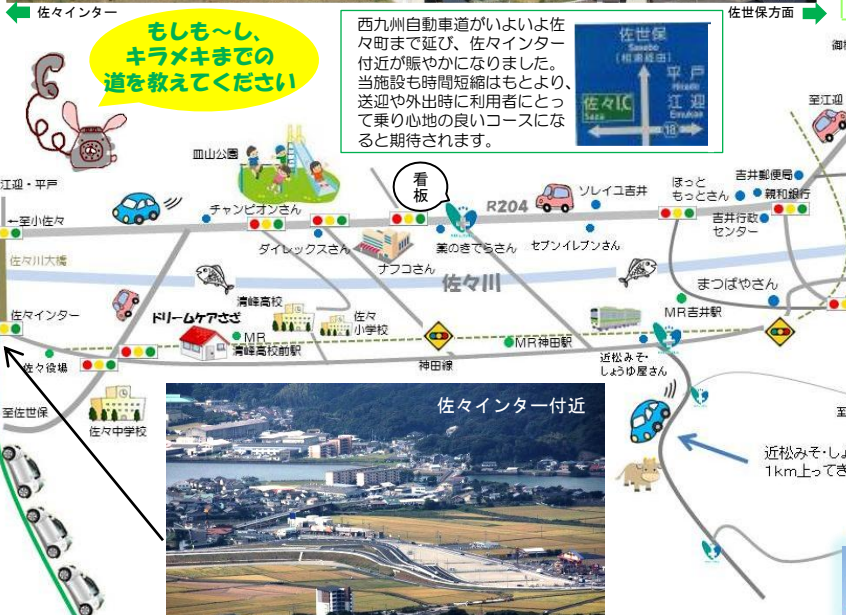 佐々インター
佐世保方面
もしも～し、
キラメキまでの
道を教えてください
西九州自動車道がいよいよ佐
々町まで延び、佐々インター
付近が賑やかになりました。
当施設も時間短縮はもとより、
送迎や外出時に利用者にとっ
て乗り心地の良いコースにな
ると期待されます。
佐世保
Sasebo
(相浦経由)
平戸
Hirado
江迎
Emukae
佐々I.C
Saza
18
至江迎
皿山公園
看
板
江迎・平戸
←至小佐々
チャンピオンさん
R204
ソレイユ吉井
ほっと
もっとさん
吉井郵便局
親和銀行
吉井行政
センター
ダイレックスさん
ナフコさん
薬のきてらさん
セブンイレブンさん
佐々川大橋
佐々川
まつばやさん
MR吉井駅
佐々インター
ドリームケアさざ
清峰高校
佐々
小学校
MR
清峰高校前駅
MR神田駅
近松みそ・
しょうゆ屋さん
佐々役場
神田線
至佐世保
佐々中学校
佐々インター付近
近松みそ・しょ
1km上ってき